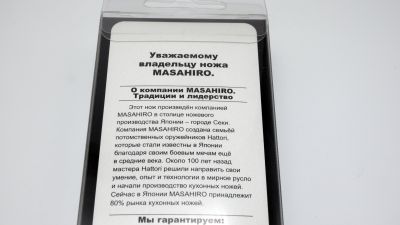 Уважаемому
владельцу ножа
MASAHIRO.
О компании MASAHIRO.
Традиции и лидерство
Этот нож произведён компанией
MASAHIRO в столице ножевого
производства Японии – городе Секи.
Компания MASAHIRO создана семьёй
потомственных оружейников Hattori,
которые стали известны в Японии
благодаря своим боевым мечам ещё
в средние века. Около 100 лет назад
мастера Hattori решили направить свои
умение, опыт и технологии в мирное русло
и начали производство кухонных ножей.
Сейчас в Японии MASAHIRO принадлежит
80% рынка кухонных ножей.
Мы гарантируем: